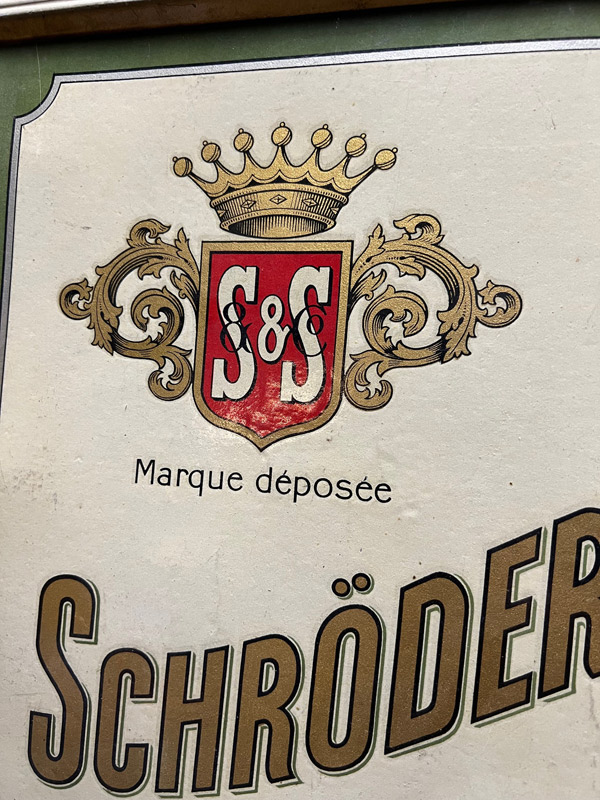 S&S
& C
Marque déposée
SCHRÖDER